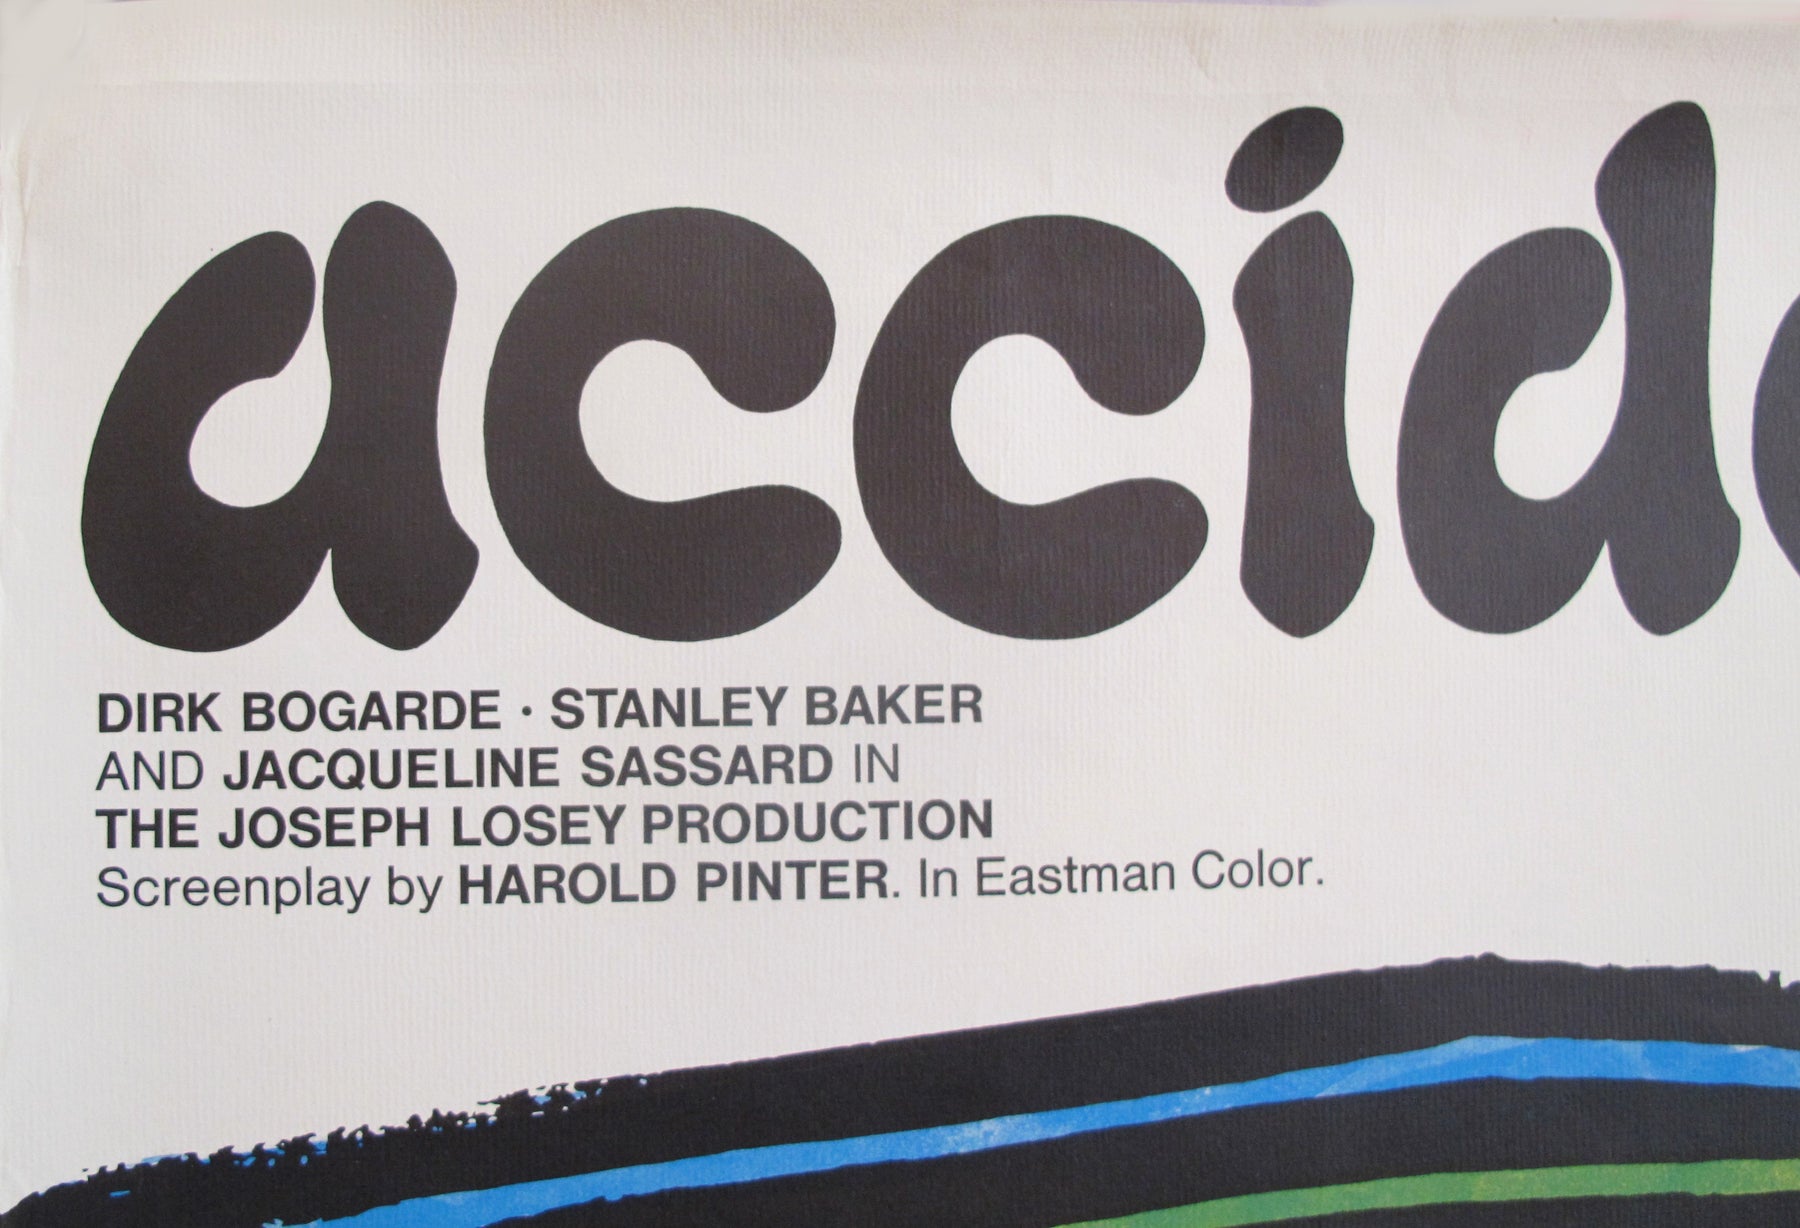 accid
DIRK BOGARDE · STANLEY BAKER
AND JACQUELINE SASSARD IN
THE JOSEPH LOSEY PRODUCTION
Screenplay by HAROLD PINTER. In Eastman Color.